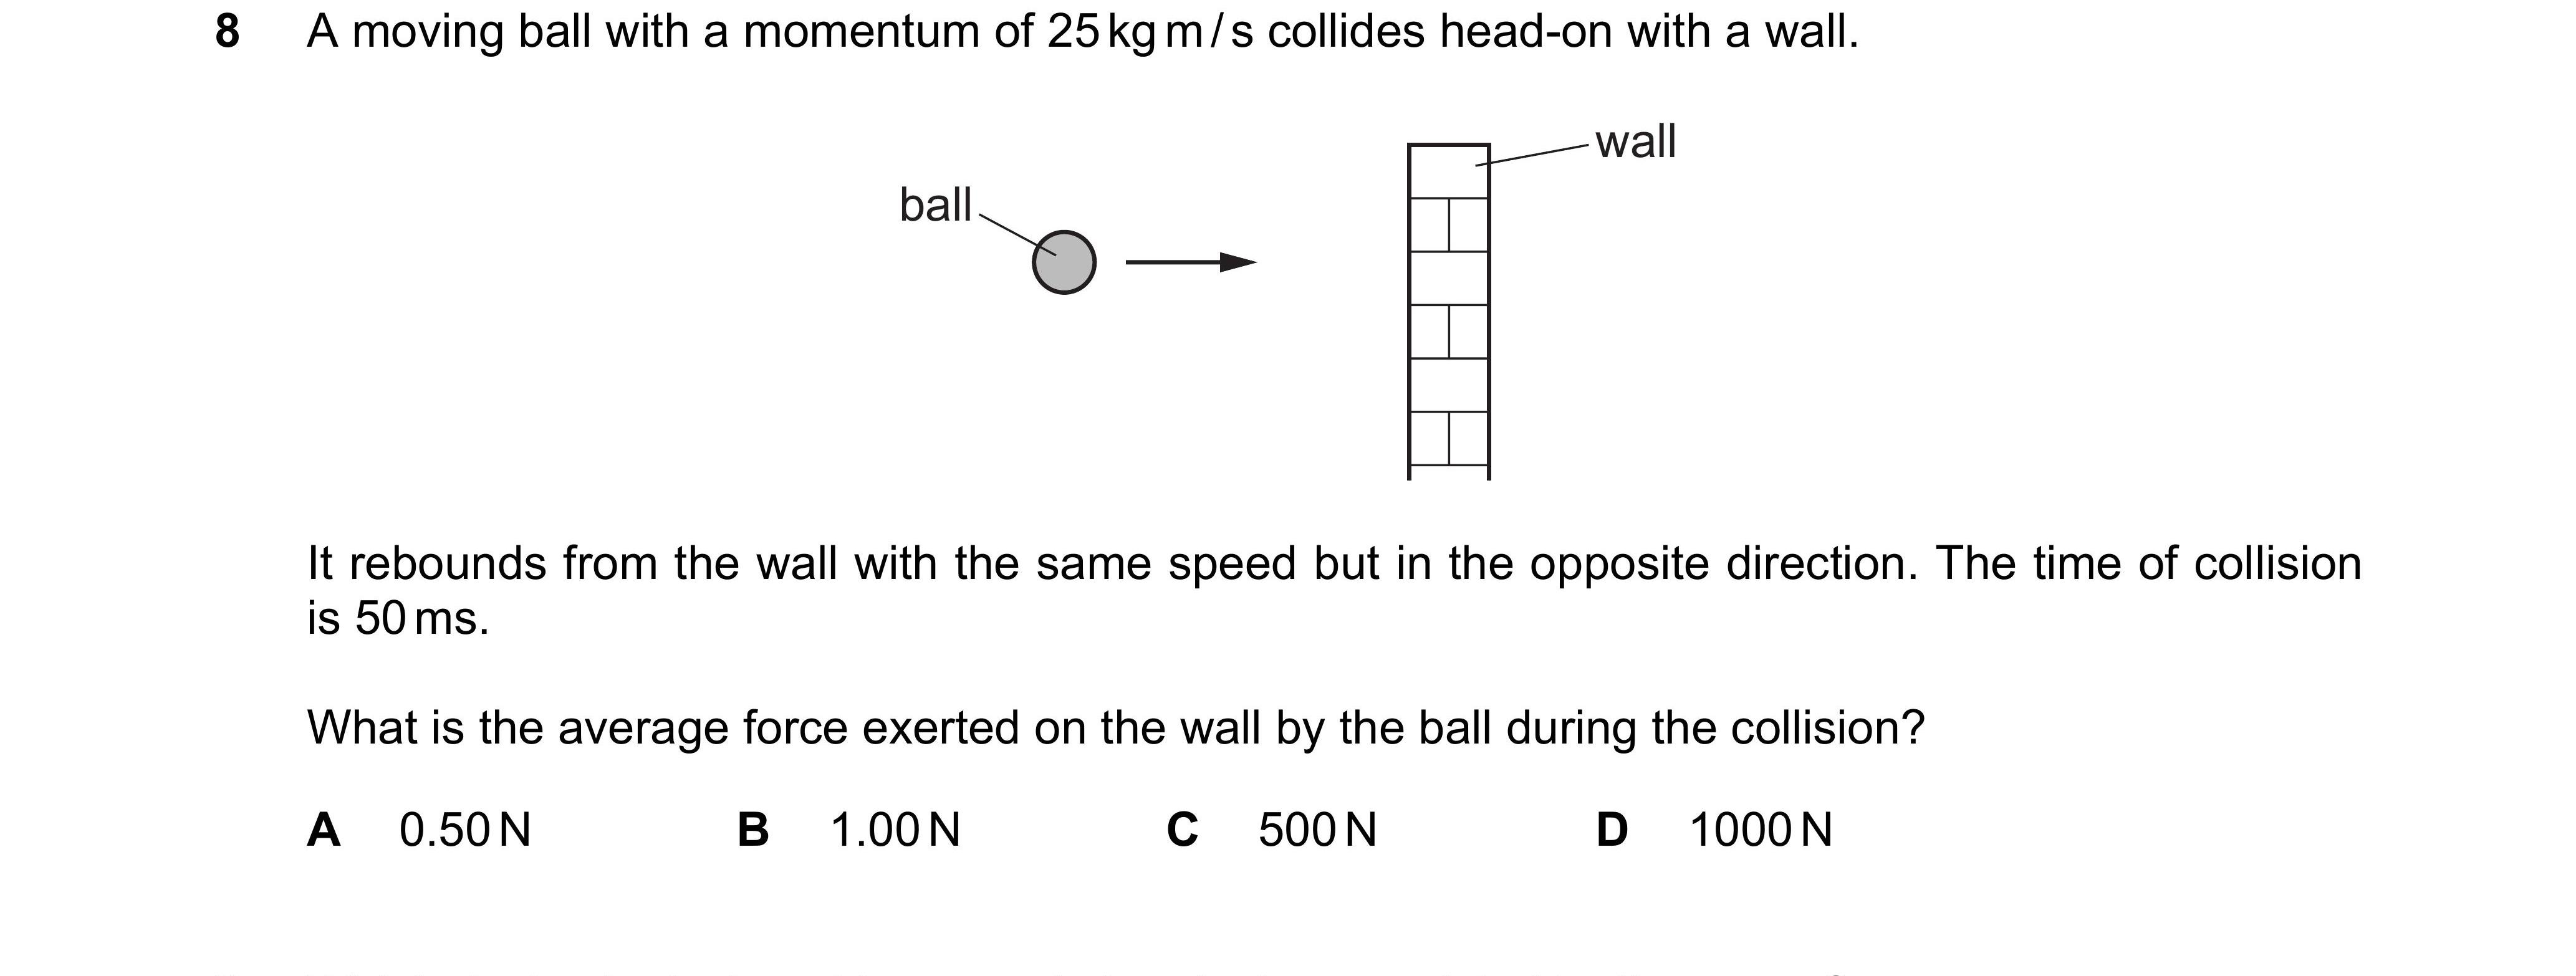 8 A moving ball with a momentum of 25 kg m / s collides head-on with a wall.
wall
ball
It rebounds from the wall with the same speed but in the opposite direction. The time of collision
is 50 ms.
What is the average force exerted on the wall by the ball during the collision?
A 0.50 N B 1.00 N C 500 N D 1000 N